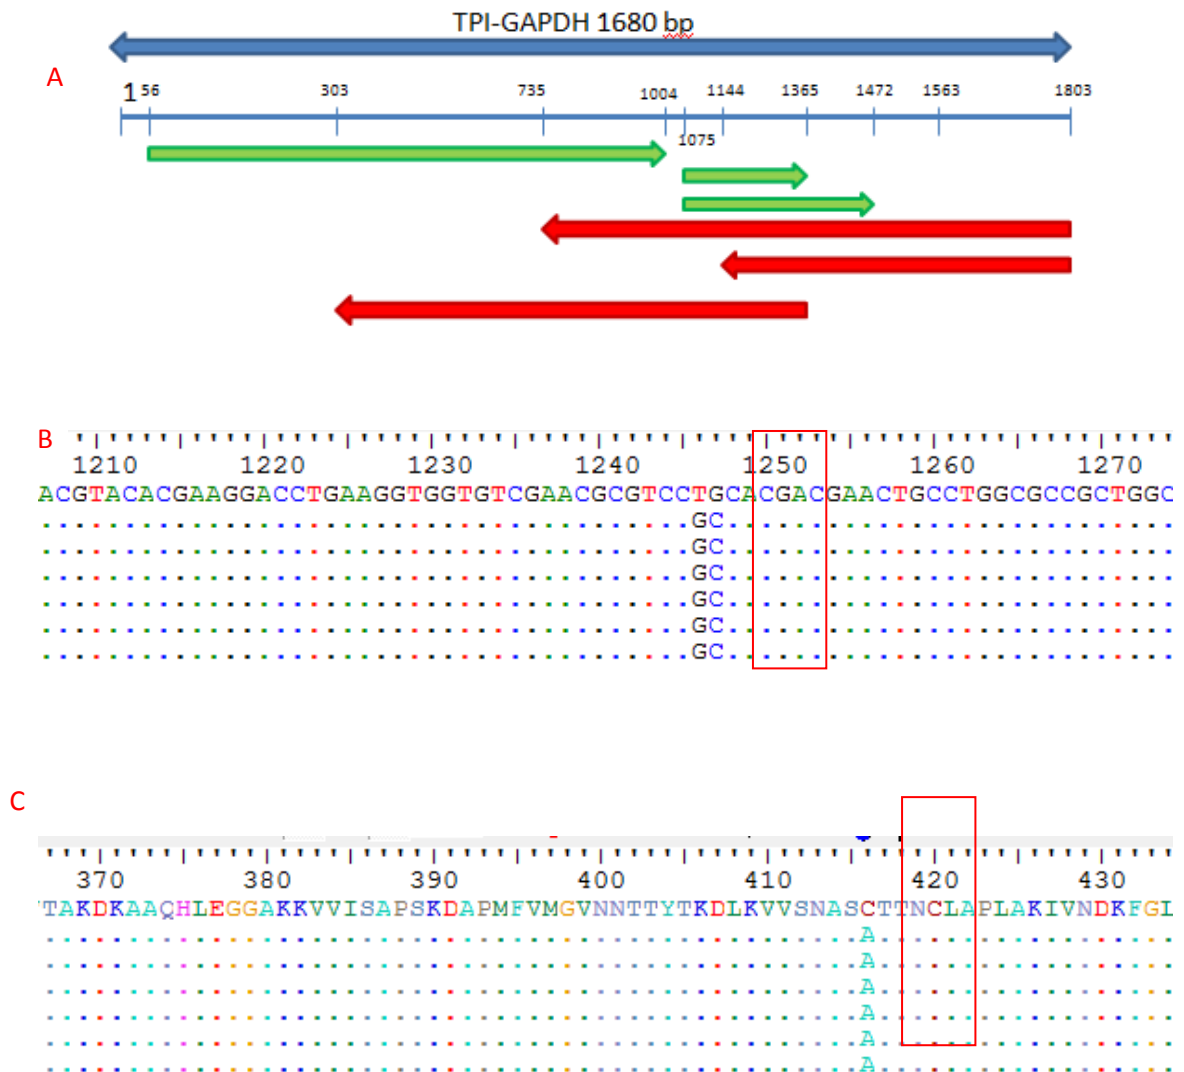 TPI-GAPDH 1680 bp
A
1 56 303 735 1004 1144 1365 1472 1563 1803
1075
B
1210 1220 1230 1240 1250 1260 1270
ACGTACACGAAGGACCTGAAGGTGGTGTCGAACGCGTCCTGCACGACGAACTGCCTGGCGCCGCTGGC
GC
GC
GC
GC
GC
GC
C
370 380 390 400 410 420 430
TAKDKAAQHLEGGAKKVVISAPSKDAPMFVMGVNNTTYTKDLKVVSNASCTTNCLAPLAKIVNDKFGL
A
A
A
A
A
A